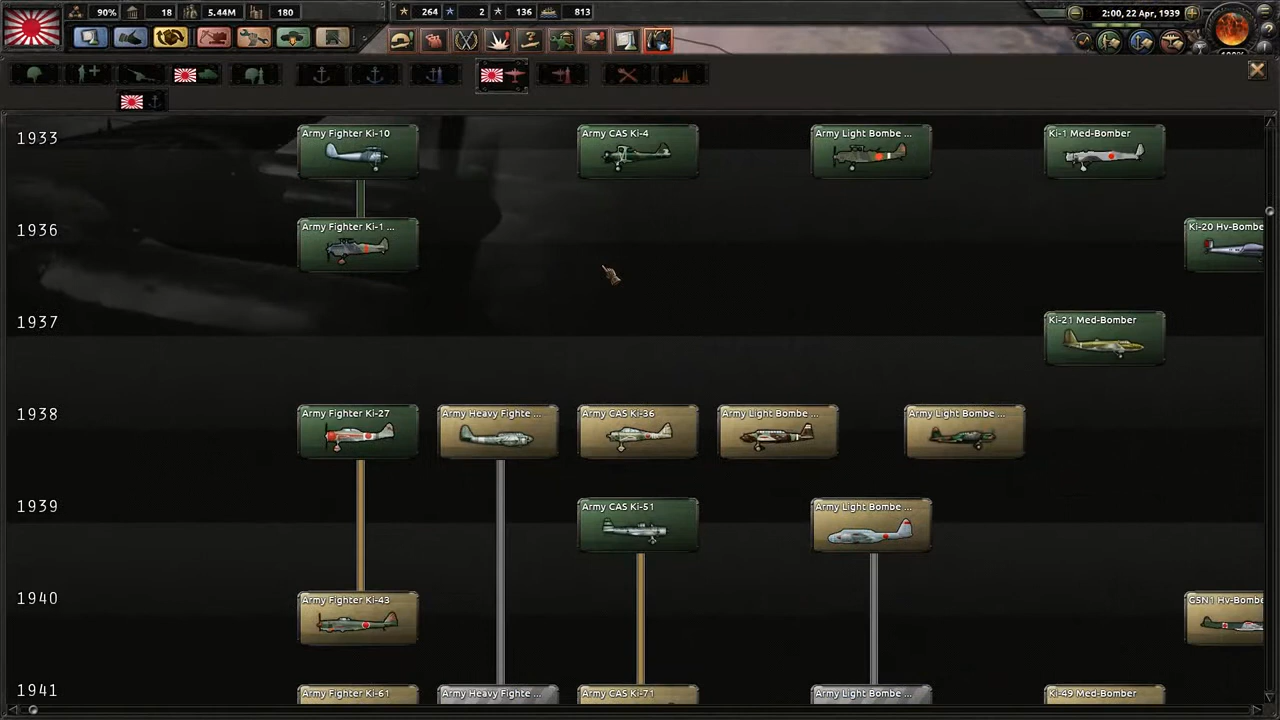 90% 18 5.44M 180 264 2 136 813 2:00, 22 Apr, 1939
1933 Army Fighter Ki-10 Army CAS Ki-4 Army Light Bombe ... Ki-1 Med-Bomber
1936 Army Fighter Ki-1 ... Ki-20 Hv-Bombe
1937 Ki-21 Med-Bomber
1938 Army Fighter Ki-27 Army Heavy Fighte ... Army CAS Ki-36 Army Light Bombe ... Army Light Bombe ...
1939 Army CAS Ki-51 Army Light Bombe ...
1940 Army Fighter Ki-43 G5N1 Hv-Bombe
1941 Army Fighter Ki-61 Army Heavy Fighte ... Army CAS Ki-71 Army Light Bombe ... Ki-49 Med-Bomber